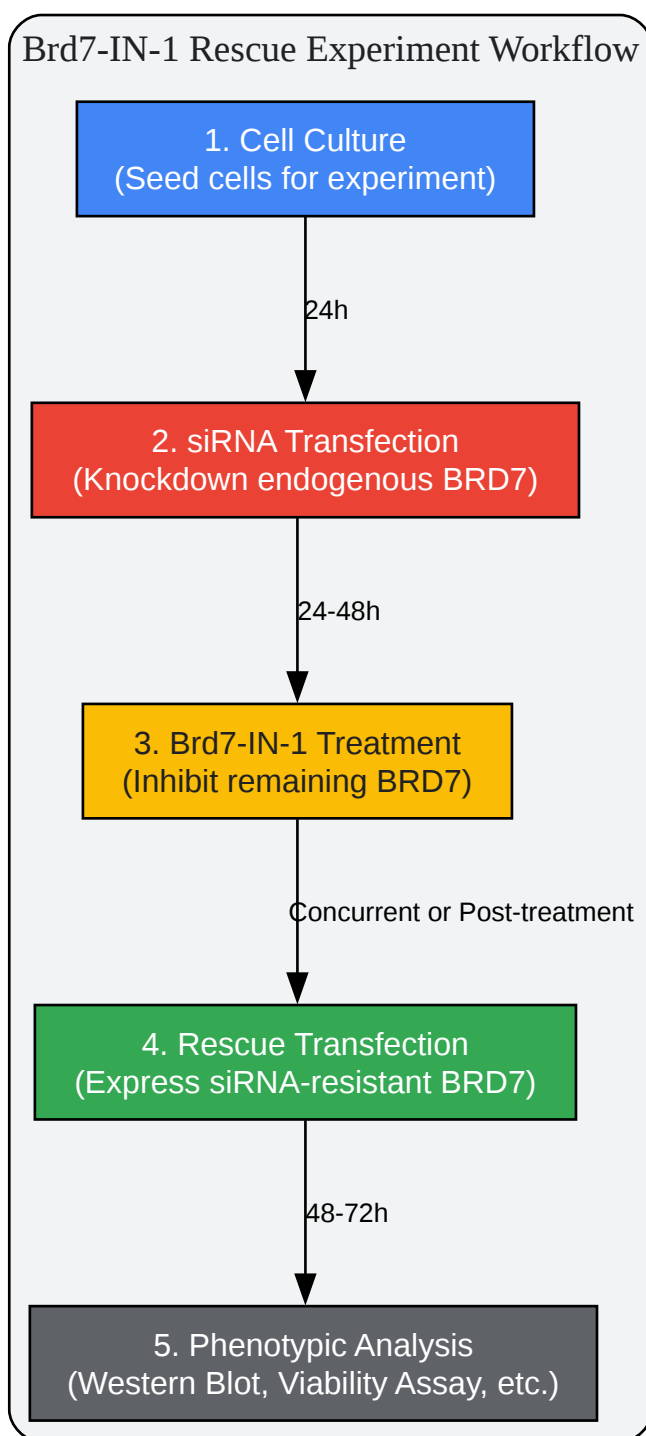 Brd7-IN-1 Rescue Experiment Workflow
1. Cell Culture
(Seed cells for experiment)
24h
2. siRNA Transfection
(Knockdown endogenous BRD7)
24-48h
3. Brd7-IN-1 Treatment
(Inhibit remaining BRD7)
Concurrent or Post-treatment
4. Rescue Transfection
(Express siRNA-resistant BRD7)
48-72h
5. Phenotypic Analysis
(Western Blot, Viability Assay, etc.)